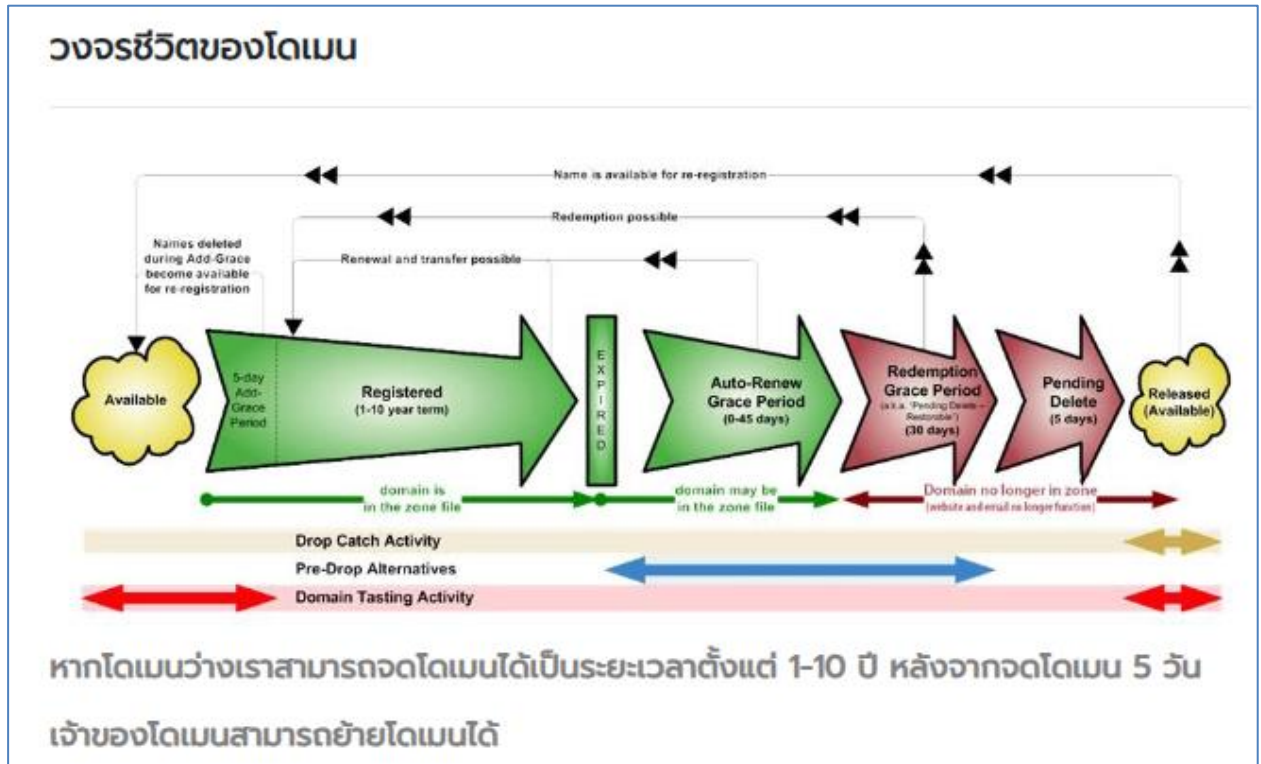 วงจรชีวิตของโดเมน
Name is available for re-registration
Redemption possible
Names deleted
during Add-Grace
become available
for re-registration
Renewal and transfer possible
Available
5-day
Add-
Grace
Period
Registered
(1-10 year term)
EXPIRED
Auto-Renew
Grace Period
(0-45 days)
Redemption
Grace Period
(a.k.a. "Pending Delete –
Restorable")
(30 days)
Pending
Delete
(5 days)
Released
(Available)
domain is
in the zone file
domain may be
in the zone file
Domain no longer in zone
(website and email no longer function)
Drop Catch Activity
Pre-Drop Alternatives
Domain Tasting Activity
หากโดเมนว่างเราสามารถจดโดเมนได้เป็นระยะเวลาตั้งแต่ 1-10 ปี หลังจากจดโดเมน 5 วัน
เจ้าของโดเมนสามารถย้ายโดเมนได้